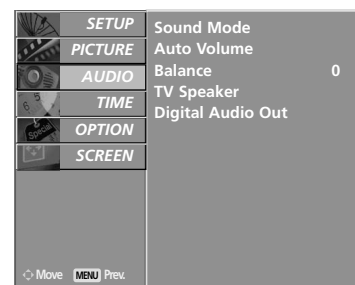 SETUP
PICTURE
AUDIO
TIME
OPTION
SCREEN
Sound Mode
Auto Volume
Balance 0
TV Speaker
Digital Audio Out
Special
Move MENU Prev.